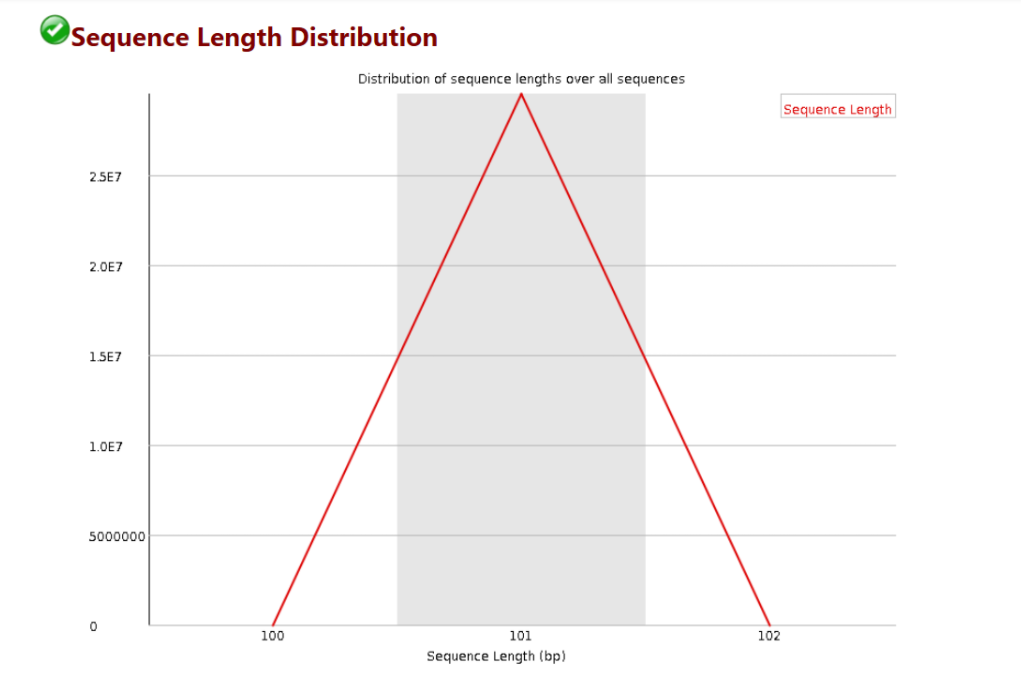 Sequence Length Distribution
Distribution of sequence lengths over all sequences
Sequence Length
2.5E7
2.0E7
1.5E7
1.0E7
5000000
0
100 101 102
Sequence Length (bp)